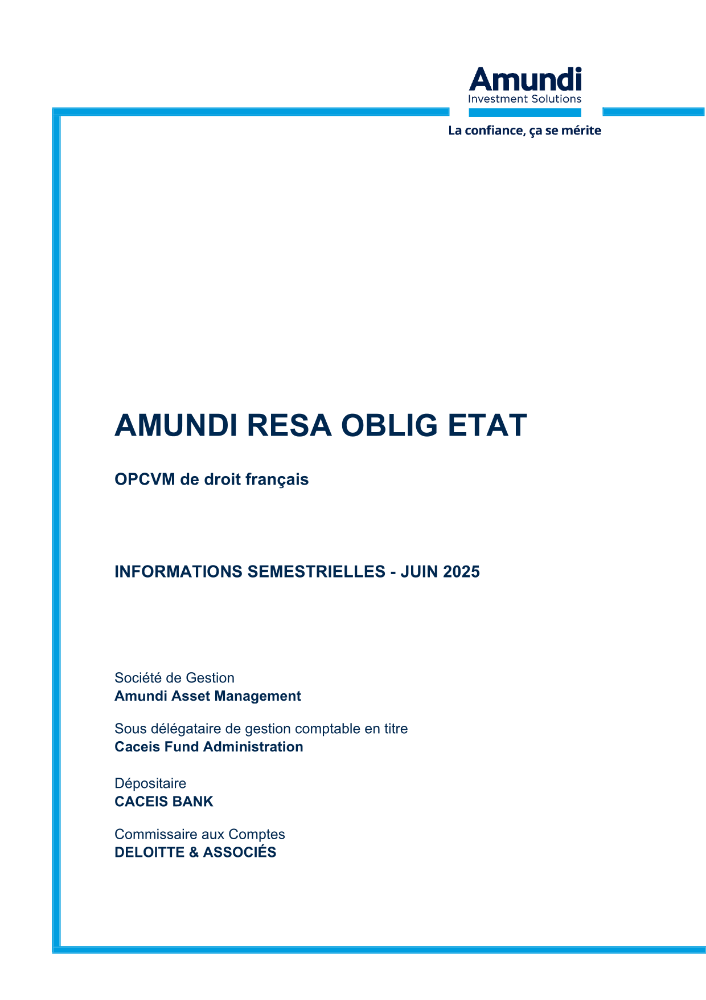 Amundi
Investment Solutions
La confiance, ça se mérite
AMUNDI RESA OBLIG ETAT
OPCVM de droit français
INFORMATIONS SEMESTRIELLES - JUIN 2025
Société de Gestion
Amundi Asset Management
Sous délégataire de gestion comptable en titre
Caceis Fund Administration
Dépositaire
CACEIS BANK
Commissaire aux Comptes
DELOITTE & ASSOCIÉS